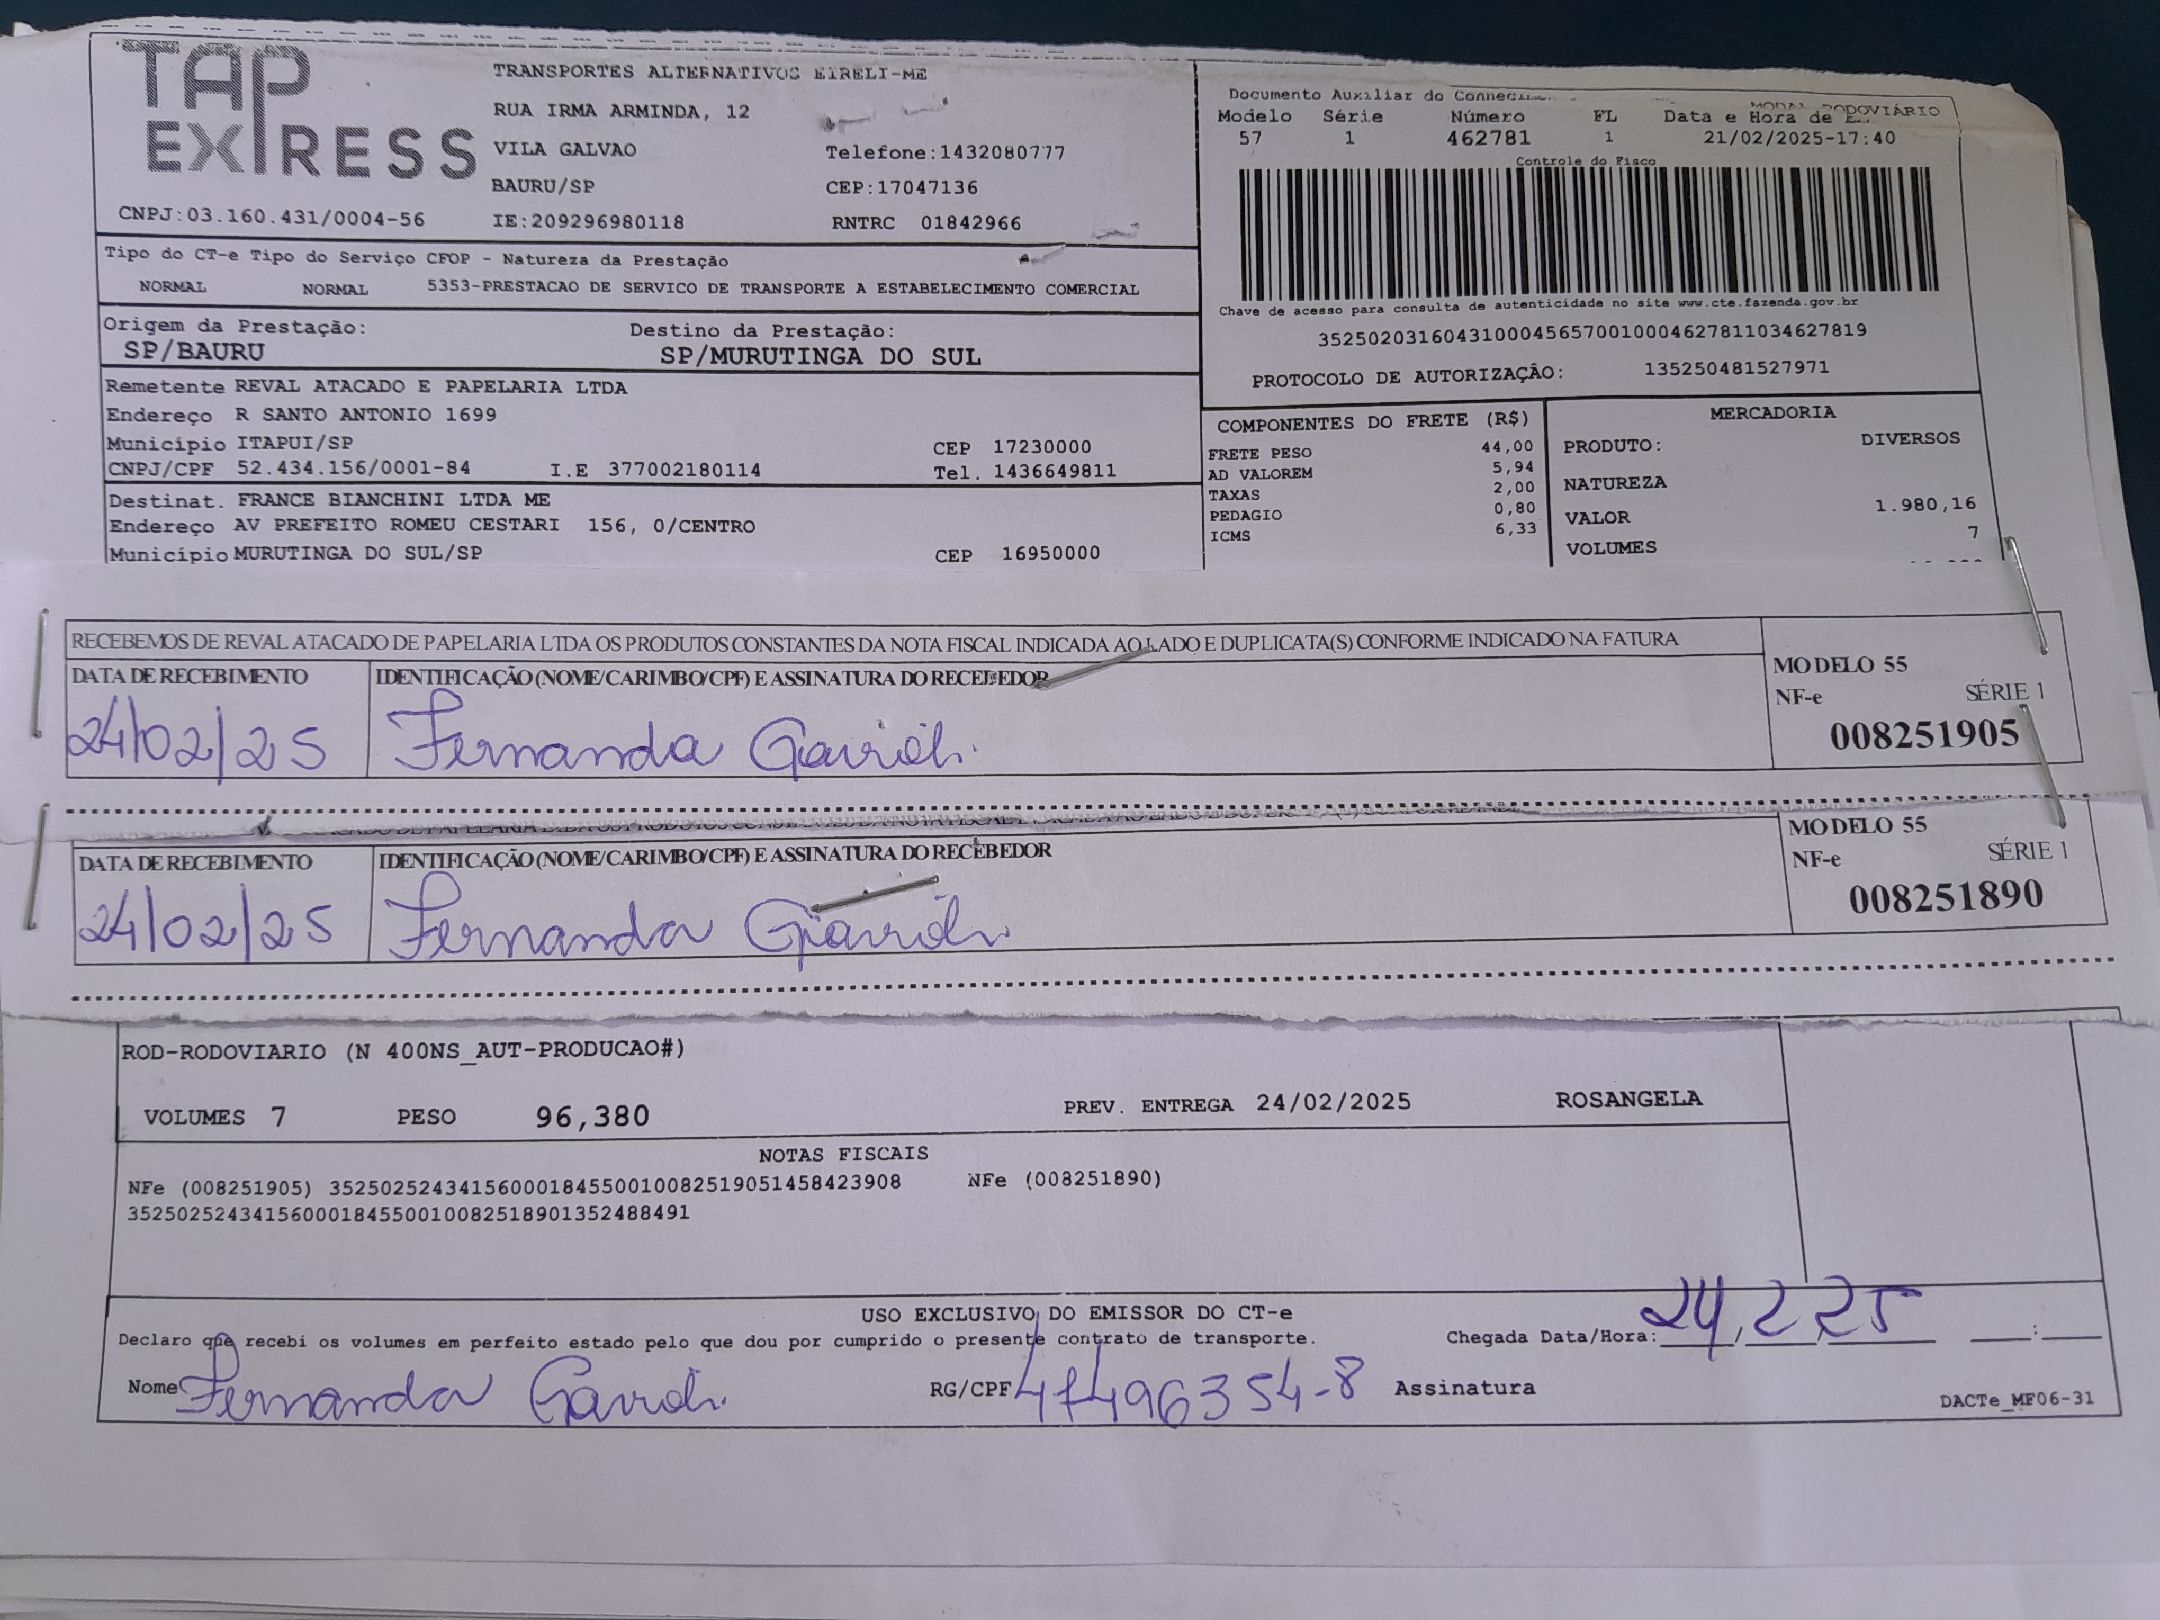 TAP EXPRESS
TRANSPORTES ALTERNATIVOS EIRELI-ME
RUA IRMA ARMINDA, 12
VILA GALVAO Telefone:1432080777
BAURU/SP CEP:17047136
CNPJ:03.160.431/0004-56 IE:209296980118 RNTRC 01842966
Tipo do CT-e Tipo do Serviço CFOP - Natureza da Prestação
NORMAL NORMAL 5353-PRESTACAO DE SERVICO DE TRANSPORTE A ESTABELECIMENTO COMERCIAL
Origem da Prestação: Destino da Prestação:
SP/BAURU SP/MURUTINGA DO SUL
Remetente REVAL ATACADO E PAPELARIA LTDA
Endereço R SANTO ANTONIO 1699
Município ITAPUI/SP CEP 17230000
CNPJ/CPF 52.434.156/0001-84 I.E 377002180114 Tel. 1436649811
Destinat. FRANCE BIANCHINI LTDA ME
Endereço AV PREFEITO ROMEU CESTARI 156, 0/CENTRO
Município MURUTINGA DO SUL/SP CEP 16950000
Documento Auxiliar do
MODAL RODOVIÁRIO
Modelo Série Número FL Data e Hora de
57 1 462781 1 21/02/2025-17:40
Controle do Fisco
Chave de acesso para consulta de autenticidade no site www.cte.fazenda.gov.br
35250203160431000456570010004627811034627819
PROTOCOLO DE AUTORIZAÇÃO: 135250481527971
COMPONENTES DO FRETE (R$)
FRETE PESO 44,00
AD VALOREM 5,94
TAXAS 2,00
PEDAGIO 0,80
ICMS 6,33
MERCADORIA
PRODUTO: DIVERSOS
NATUREZA
VALOR 1.980,16
VOLUMES 7
RECEBEMOS DE REVAL ATACADO DE PAPELARIA LTDA OS PRODUTOS CONSTANTES DA NOTA FISCAL INDICADA AO LADO E DUPLICATA(S) CONFORME INDICADO NA FATURA
DATA DE RECEBIMENTO IDENTIFICAÇÃO (NOME/CARIMBO/CPF) E ASSINATURA DO RECEBEDOR
24/02/25 Fernanda
MODELO 55
NF-e SÉRIE 1
008251905
DATA DE RECEBIMENTO IDENTIFICAÇÃO (NOME/CARIMBO/CPF) E ASSINATURA DO RECEBEDOR
24/02/25 Fernanda
MODELO 55
NF-e SÉRIE 1
008251890
ROD-RODOVIARIO (N 400NS_AUT-PRODUCAO#)
VOLUMES 7 PESO 96,380 PREV. ENTREGA 24/02/2025 ROSANGELA
NOTAS FISCAIS
NFe (008251905) 35250252434156000184550010082519051458423908 NFe (008251890)
35250252434156000184550010082518901352488491
USO EXCLUSIVO DO EMISSOR DO CT-e
Declaro que recebi os volumes em perfeito estado pelo que dou por cumprido o presente contrato de transporte. Chegada Data/Hora: 24/2/25 __:__
Nome Fernanda RG/CPF 47496354-8 Assinatura
DACTe_MF06-31